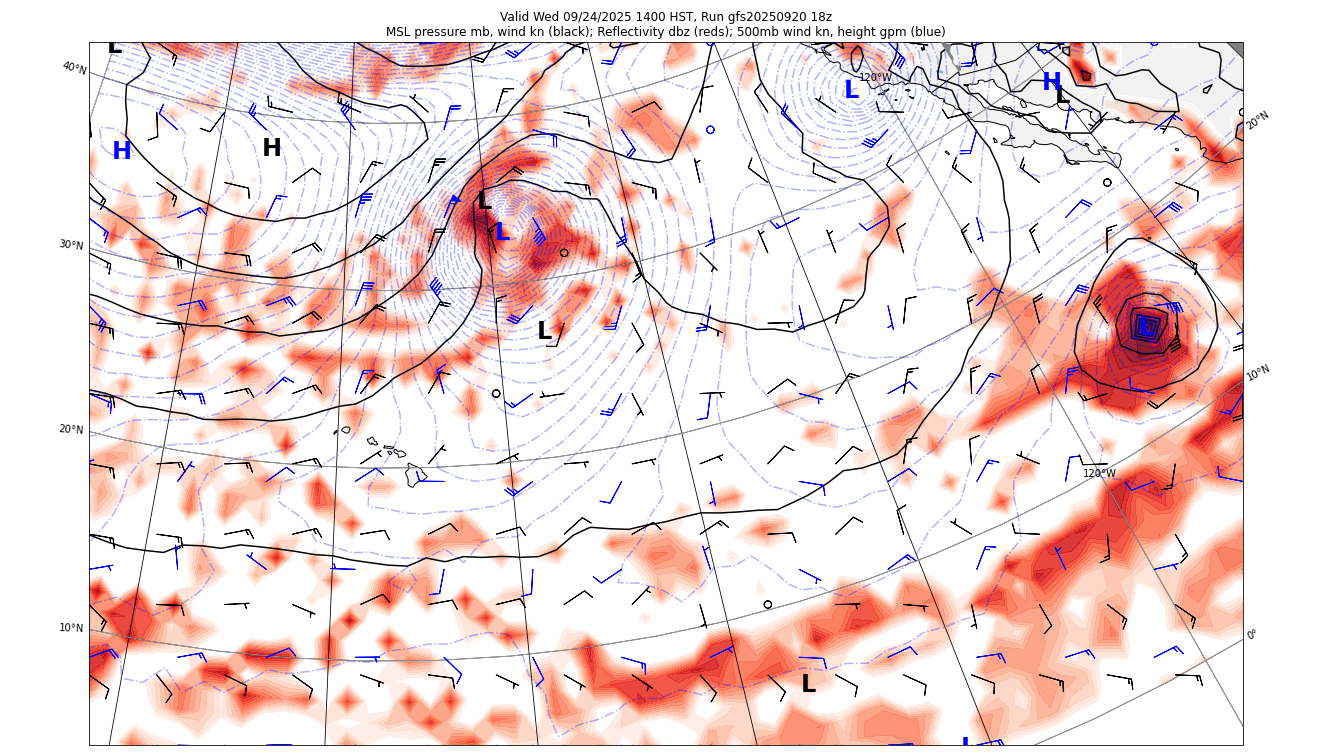 Valid Wed 09/24/2025 1400 HST, Run gfs20250920 18z
MSL pressure mb, wind kn (black); Reflectivity dbz (reds); 500mb wind kn, height gpm (blue)
L
40°N
120°W
L
H
L
20°N
H
H
L
L
30°N
L
L
10°N
20°N
120°W
10°N
0°
L
L